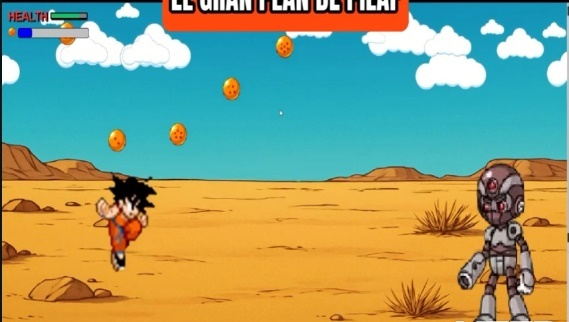 EL GRAN PLAN DE PILAF
HEALTH